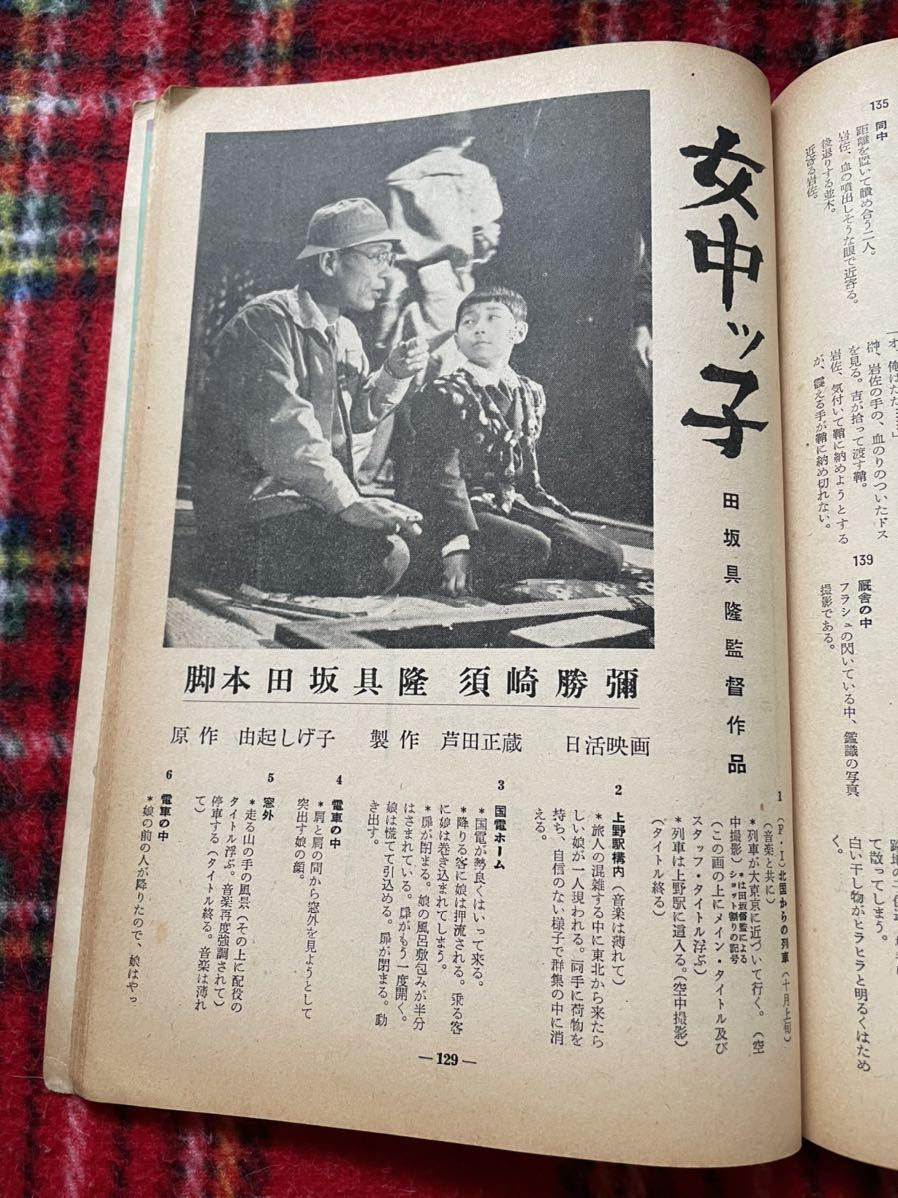 女中ッ子
田坂具隆監督作品
脚本 田坂具隆 須崎勝彌
原作 由起しげ子 製作 芦田正蔵 日活映画
1 (F・I)北国からの列車(十月上旬)
(音楽と共に)
*列車が大東京に近づいて行く。(空
中撮影) *は田坂監督による
ショット割りの記号
(この画の上にメイン・タイトル及び
スタッフ・タイトル浮ぶ)
*列車は上野駅に這入る。(空中撮影)
(タイトル終る)
2 上野駅構内(音楽は薄れて)
*旅人の混雑する中に東北から来たら
しい娘が一人現われる。両手に荷物を
持ち、自信のない様子で群集の中に消
える。
3 国電ホーム
*国電が勢良くはいって来る。
*降りる客に娘は押流される。乗る客
に娘は巻き込まれてしまう。
*扉が閉まる。娘の風呂敷包みが半分
はさまれている。扉がもう一度開く。
娘は慌てて引込める。扉が閉まる。動
き出す。
4 電車の中
*肩と肩の間から窓外を見ようとして
突出す娘の顔。
5 窓外
*走る山の手の風景(その上に配役の
タイトル浮ぶ。音楽再度強調されて)
停車する(タイトル終る。音楽は薄れ
て)
6 電車の中
*娘の前の人が降りたので、娘はやっ
—129—
135 同中
距離を置いて睨め合う二人。
岩佐、血の噴出しそうな眼で近寄る。
後退りする並木。
近寄る岩佐。
榊、岩佐の手の、血のりのついたドス
を見る。吉が拾って渡す鞘。
岩佐、気付いて鞘に納めようとする
が、震える手が鞘に納め切れない。
139 厩舎の中
フラッシュの閃いている中、鑑識の写真
撮影である。
て散ってしまう。
白い干し物がヒラヒラと明るくはため
く。